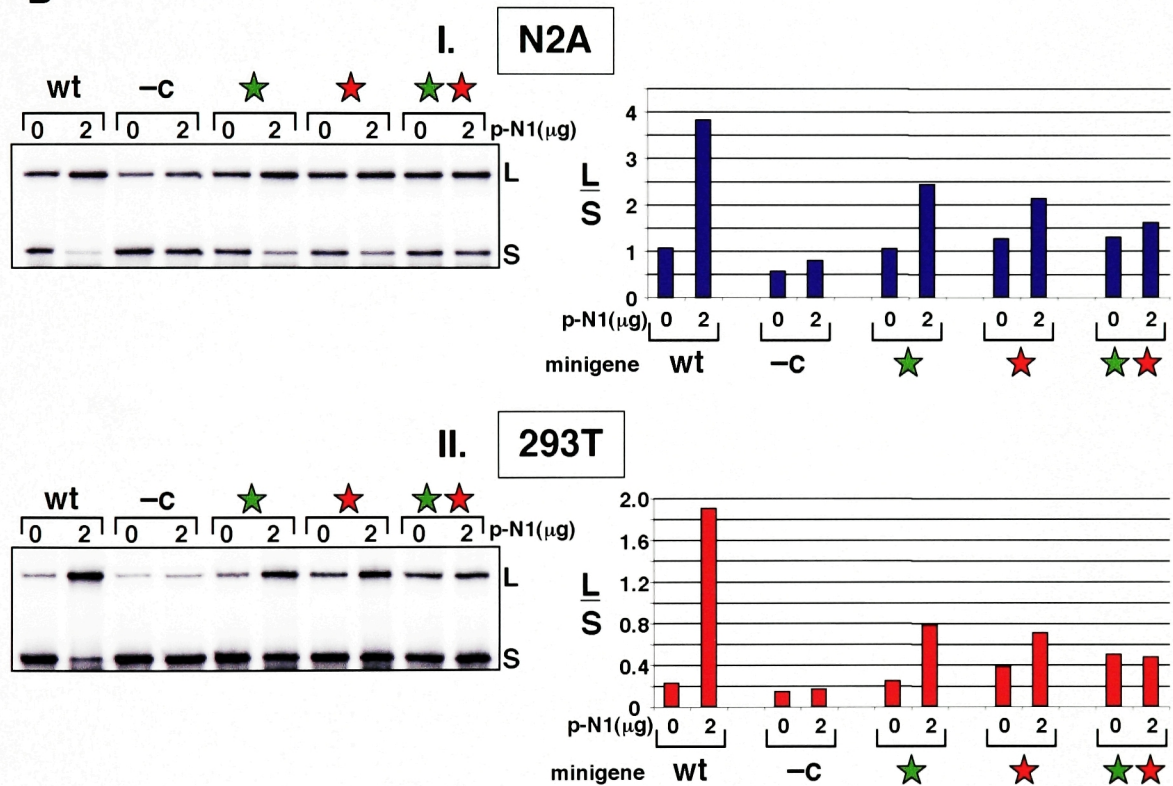 I. N2A
wt –c
0 2 0 2 0 2 0 2 0 2 p-N1(μg)
L
S
L
S
4
3
2
1
0
p-N1(μg) 0 2 0 2 0 2 0 2 0 2
minigene wt –c
II. 293T
wt –c
0 2 0 2 0 2 0 2 0 2 p-N1(μg)
L
S
L
S
2.0
1.6
1.2
0.8
0.4
0
p-N1(μg) 0 2 0 2 0 2 0 2 0 2
minigene wt –c